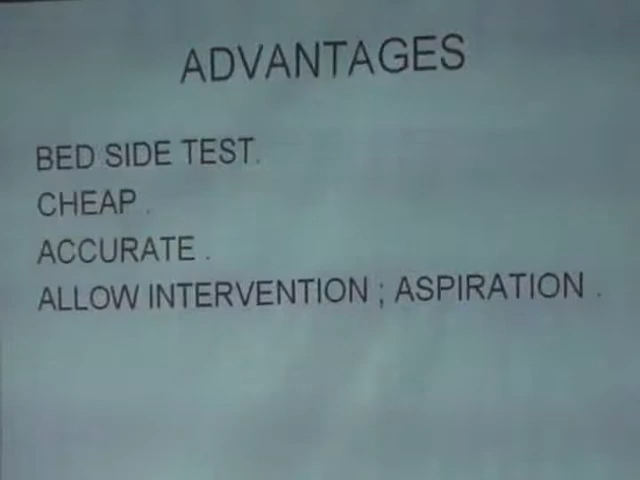 ADVANTAGES
BED SIDE TEST.
CHEAP .
ACCURATE .
ALLOW INTERVENTION ; ASPIRATION .